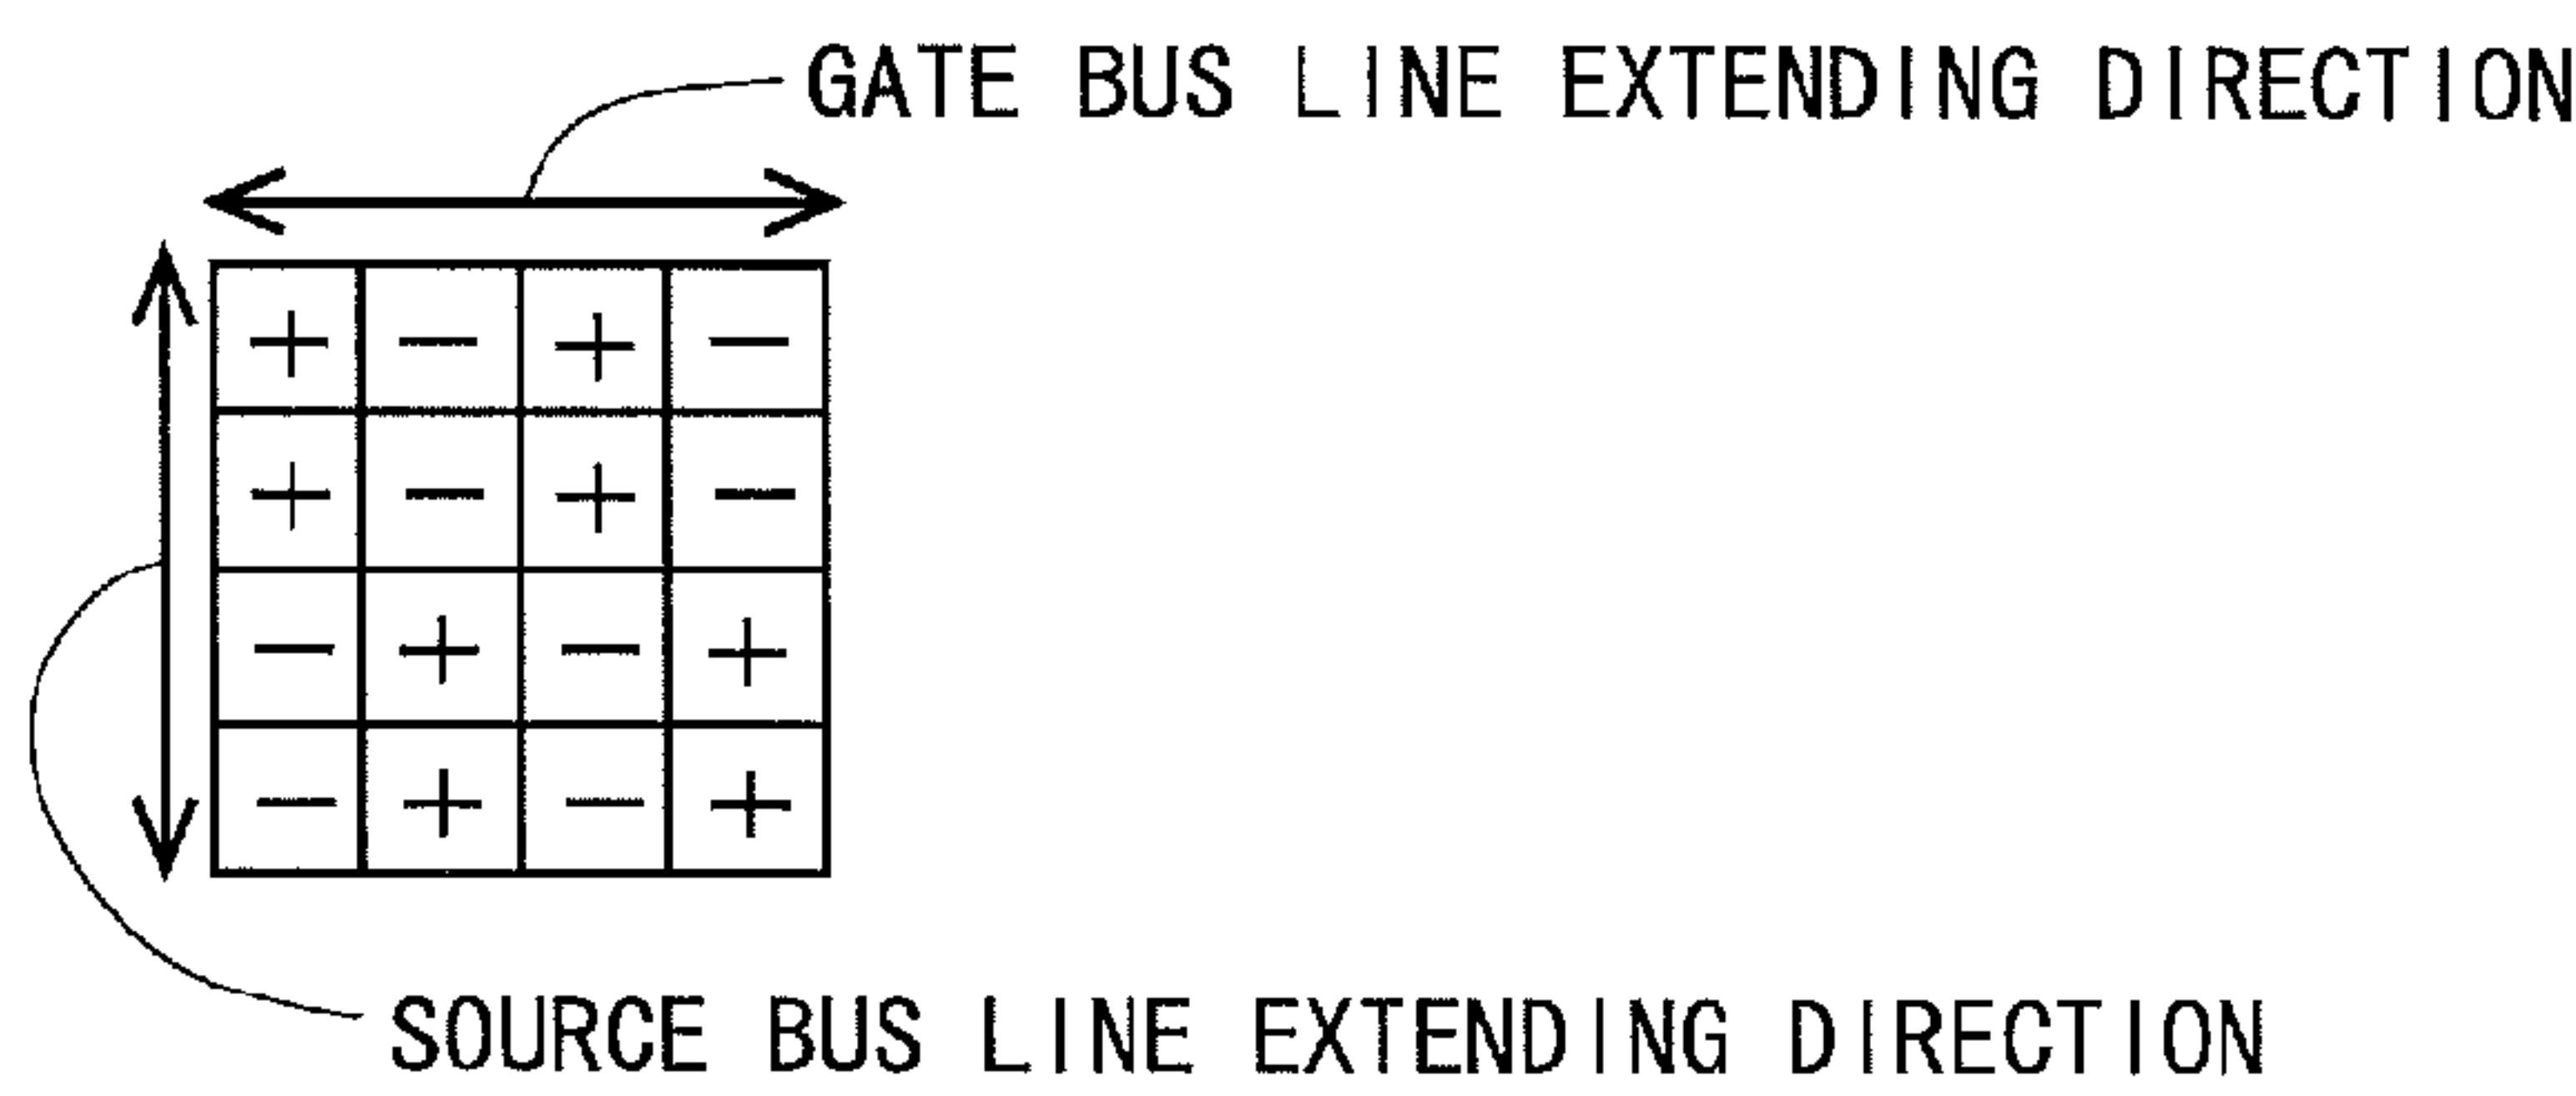 GATE BUS LINE EXTENDING DIRECTION
+ − + −
+ − + −
− + − +
− + − +
SOURCE BUS LINE EXTENDING DIRECTION